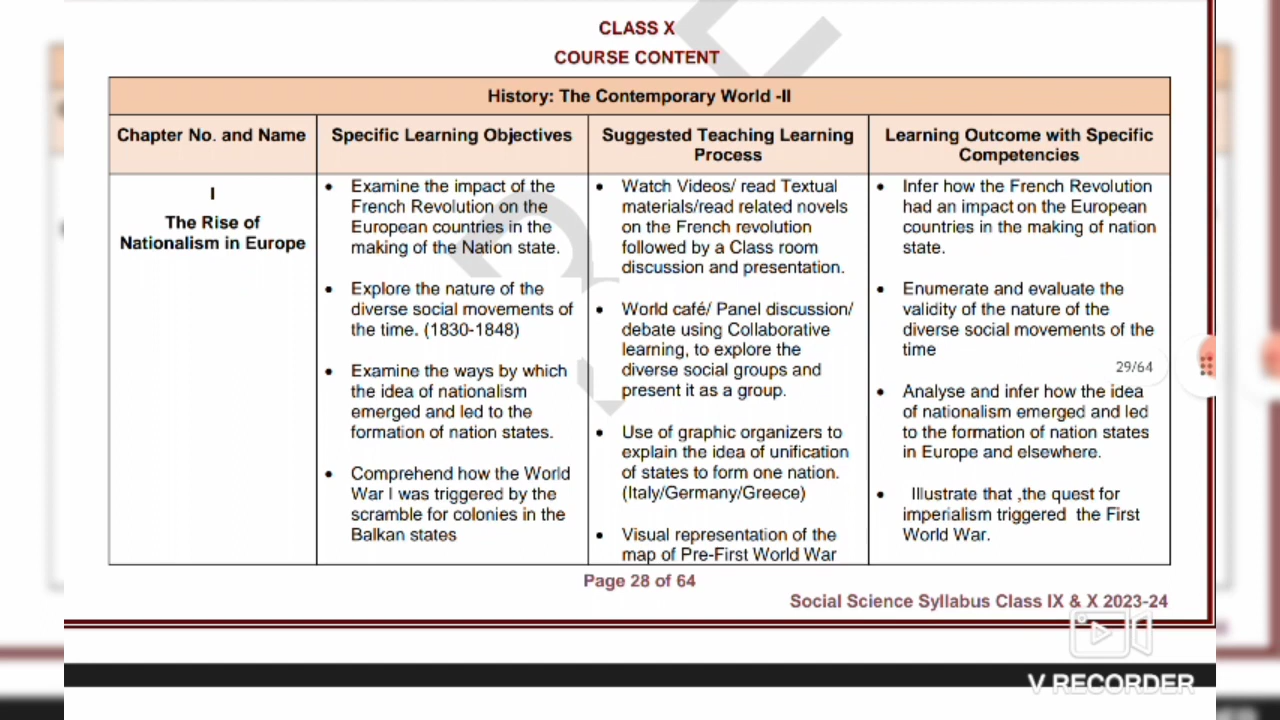 CLASS X
COURSE CONTENT
History: The Contemporary World -II
Chapter No. and Name
Specific Learning Objectives
Suggested Teaching Learning
Process
Learning Outcome with Specific
Competencies
I
The Rise of
Nationalism in Europe
• Examine the impact of the
French Revolution on the
European countries in the
making of the Nation state.
• Explore the nature of the
diverse social movements of
the time. (1830-1848)
• Examine the ways by which
the idea of nationalism
emerged and led to the
formation of nation states.
• Comprehend how the World
War I was triggered by the
scramble for colonies in the
Balkan states
• Watch Videos/ read Textual
materials/read related novels
on the French revolution
followed by a Class room
discussion and presentation.
• World café/ Panel discussion/
debate using Collaborative
learning, to explore the
diverse social groups and
present it as a group.
• Use of graphic organizers to
explain the idea of unification
of states to form one nation.
(Italy/Germany/Greece)
• Visual representation of the
map of Pre-First World War
• Infer how the French Revolution
had an impact on the European
countries in the making of nation
state.
• Enumerate and evaluate the
validity of the nature of the
diverse social movements of the
time
29/64
• Analyse and infer how the idea
of nationalism emerged and led
to the formation of nation states
in Europe and elsewhere.
• Illustrate that ,the quest for
imperialism triggered the First
World War.
Page 28 of 64
Social Science Syllabus Class IX & X 2023-24
V RECORDER